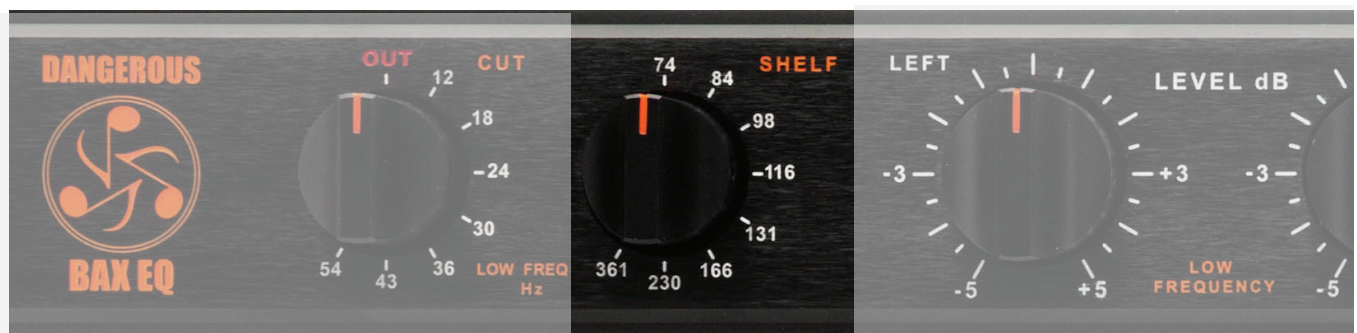 DANGEROUS
BAX EQ
OUT
CUT
12
18
24
30
36
43
54
LOW FREQ
Hz
SHELF
74
84
98
116
131
166
230
361
LEFT
LEVEL dB
-3
+3
-5
+5
LOW
FREQUENCY
-3
-5